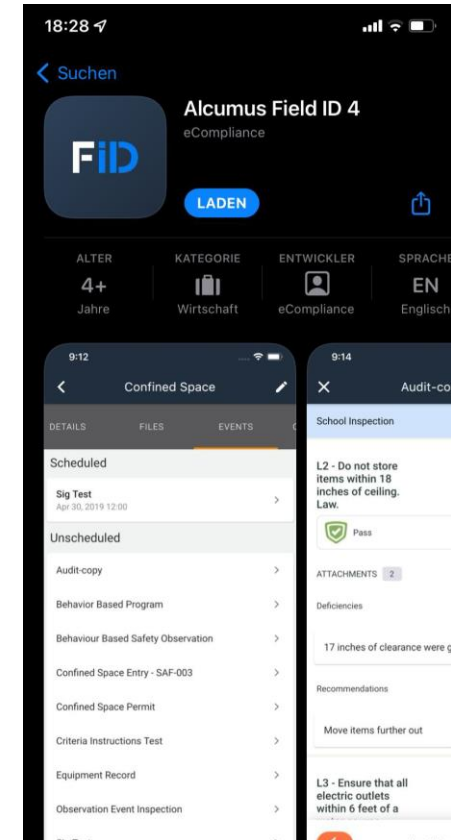 18:28
Suchen
Alcumus Field ID 4
eCompliance
FiD
LADEN
ALTER
4+
Jahre
KATEGORIE
Wirtschaft
ENTWICKLER
eCompliance
SPRACHE
EN
Englisch
9:12
Confined Space
DETAILS FILES EVENTS
Scheduled
Sig Test
Apr 30, 2019 12:00
Unscheduled
Audit-copy
Behavior Based Program
Behaviour Based Safety Observation
Confined Space Entry - SAF-003
Confined Space Permit
Criteria Instructions Test
Equipment Record
Observation Event Inspection
9:14
Audit-co
School Inspection
L2 - Do not store
items within 18
inches of ceiling.
Law.
Pass
ATTACHMENTS 2
Deficiencies
17 inches of clearance were g
Recommendations
Move items further out
L3 - Ensure that all
electric outlets
within 6 feet of a